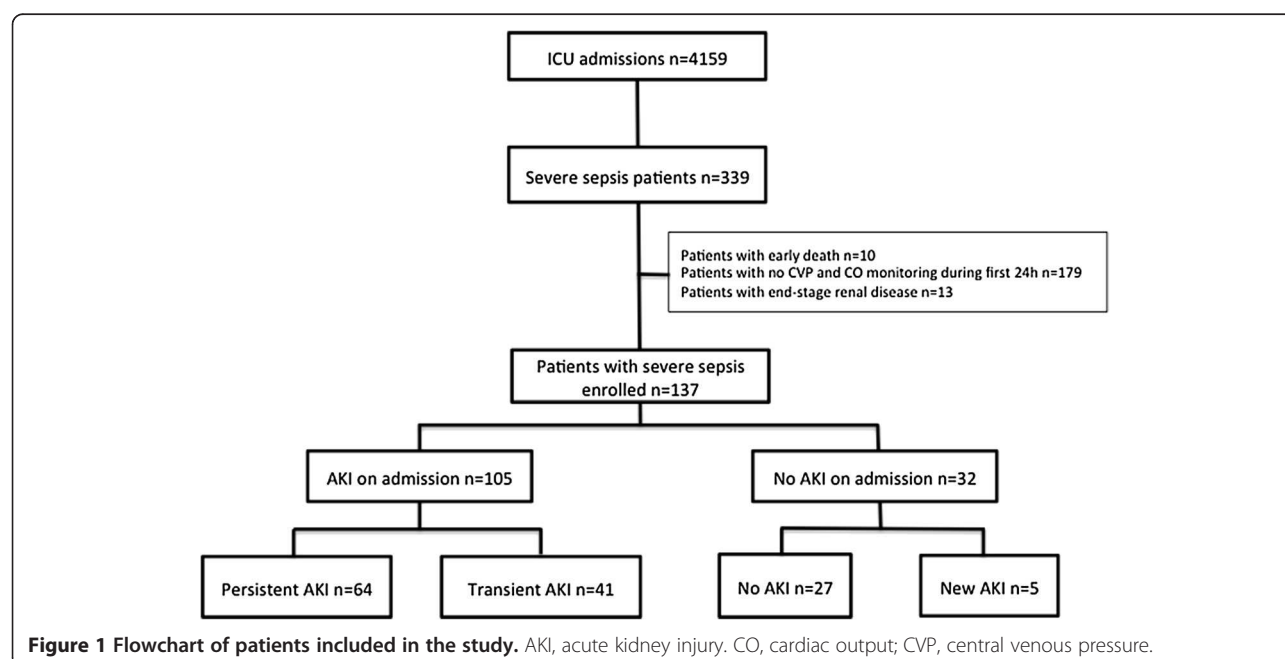 ICU admissions n=4159
Severe sepsis patients n=339
Patients with early death n=10
Patients with no CVP and CO monitoring during first 24h n=179
Patients with end-stage renal disease n=13
Patients with severe sepsis
enrolled n=137
AKI on admission n=105
No AKI on admission n=32
Persistent AKI n=64
Transient AKI n=41
No AKI n=27
New AKI n=5
Figure 1 Flowchart of patients included in the study. AKI, acute kidney injury. CO, cardiac output; CVP, central venous pressure.